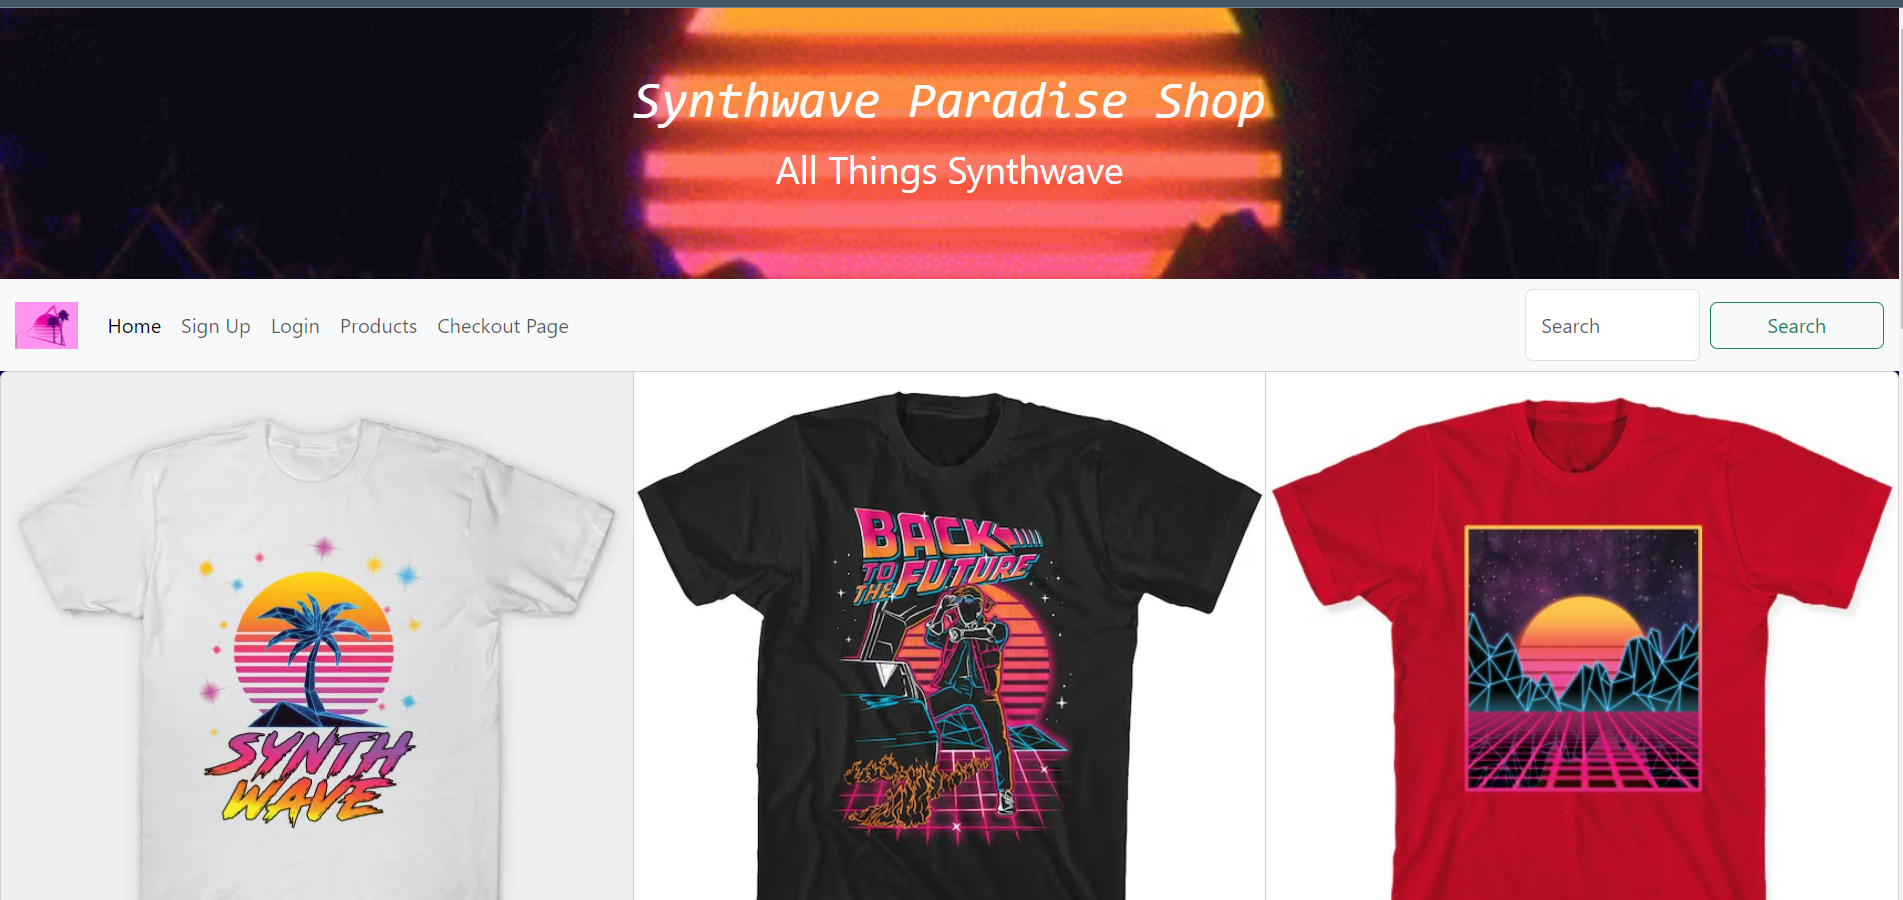 Synthwave Paradise Shop
All Things Synthwave
Home Sign Up Login Products Checkout Page Search Search
SYNTH
WAVE
BACK
TO THE FUTURE